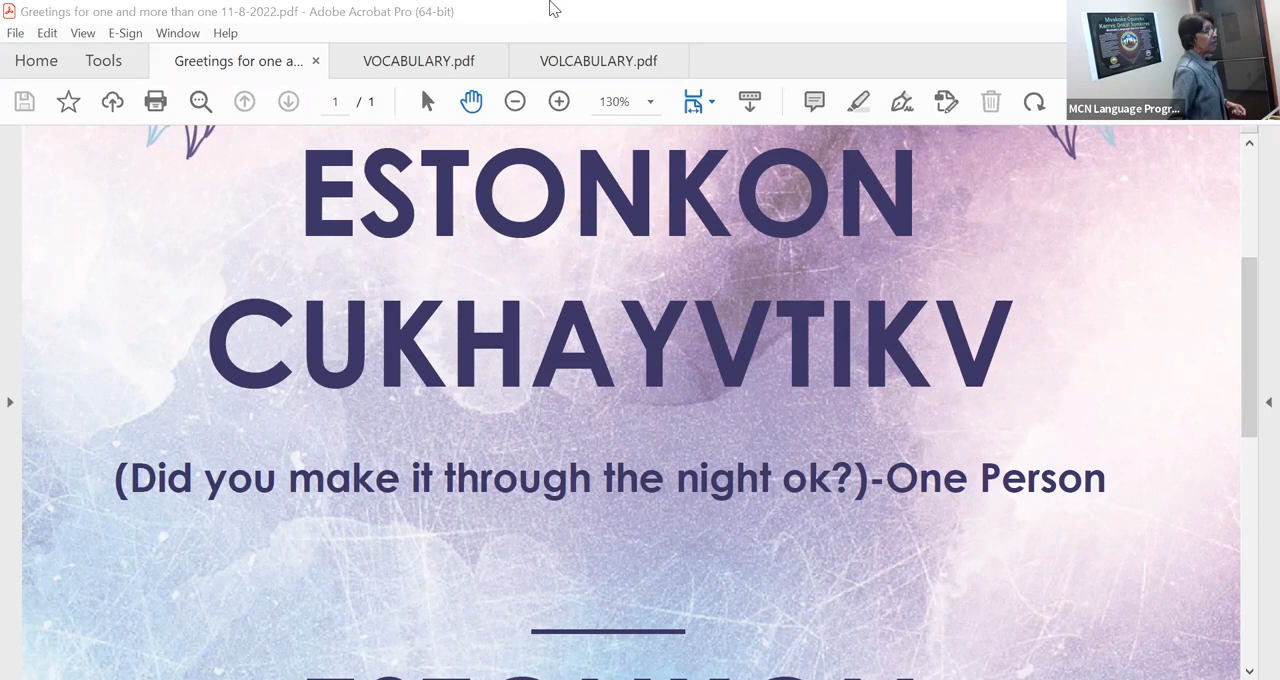 Greetings for one and more than one 11-8-2022.pdf - Adobe Acrobat Pro (64-bit)
File Edit View E-Sign Window Help
Home Tools Greetings for one a... × VOCABULARY.pdf VOLCABULARY.pdf
1 / 1 130%
Mvskoke Opunvkv
MCN Language Progr...
ESTONKON
CUKHAYVTIKV
(Did you make it through the night ok?)-One Person